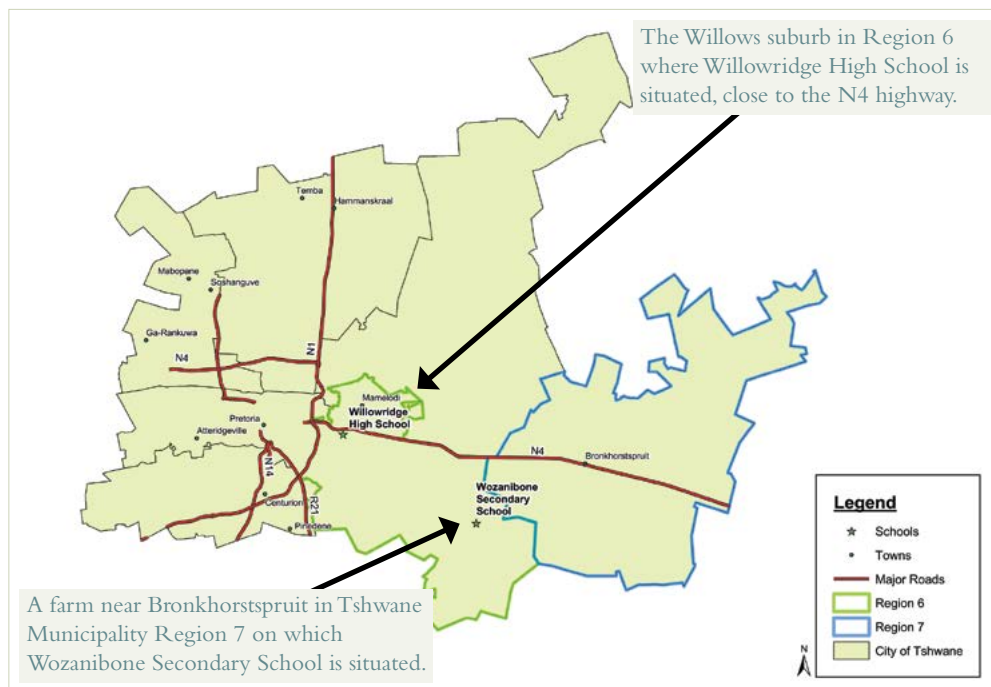 The Willows suburb in Region 6
where Willowridge High School is
situated, close to the N4 highway.
Temba
Hammanskraal
Mabopane
Soshanguve
Ga-Rankuwa
N4
N1
Mamelodi
Willowridge
High School
Pretoria
Atteridgeville
N4
Bronkhorstspruit
N14
Wozanibone
Secondary
School
Centurion
R21
Pinedene
Legend
Schools
Towns
Major Roads
Region 6
Region 7
City of Tshwane
N
A farm near Bronkhorstspruit in Tshwane
Municipality Region 7 on which
Wozanibone Secondary School is situated.